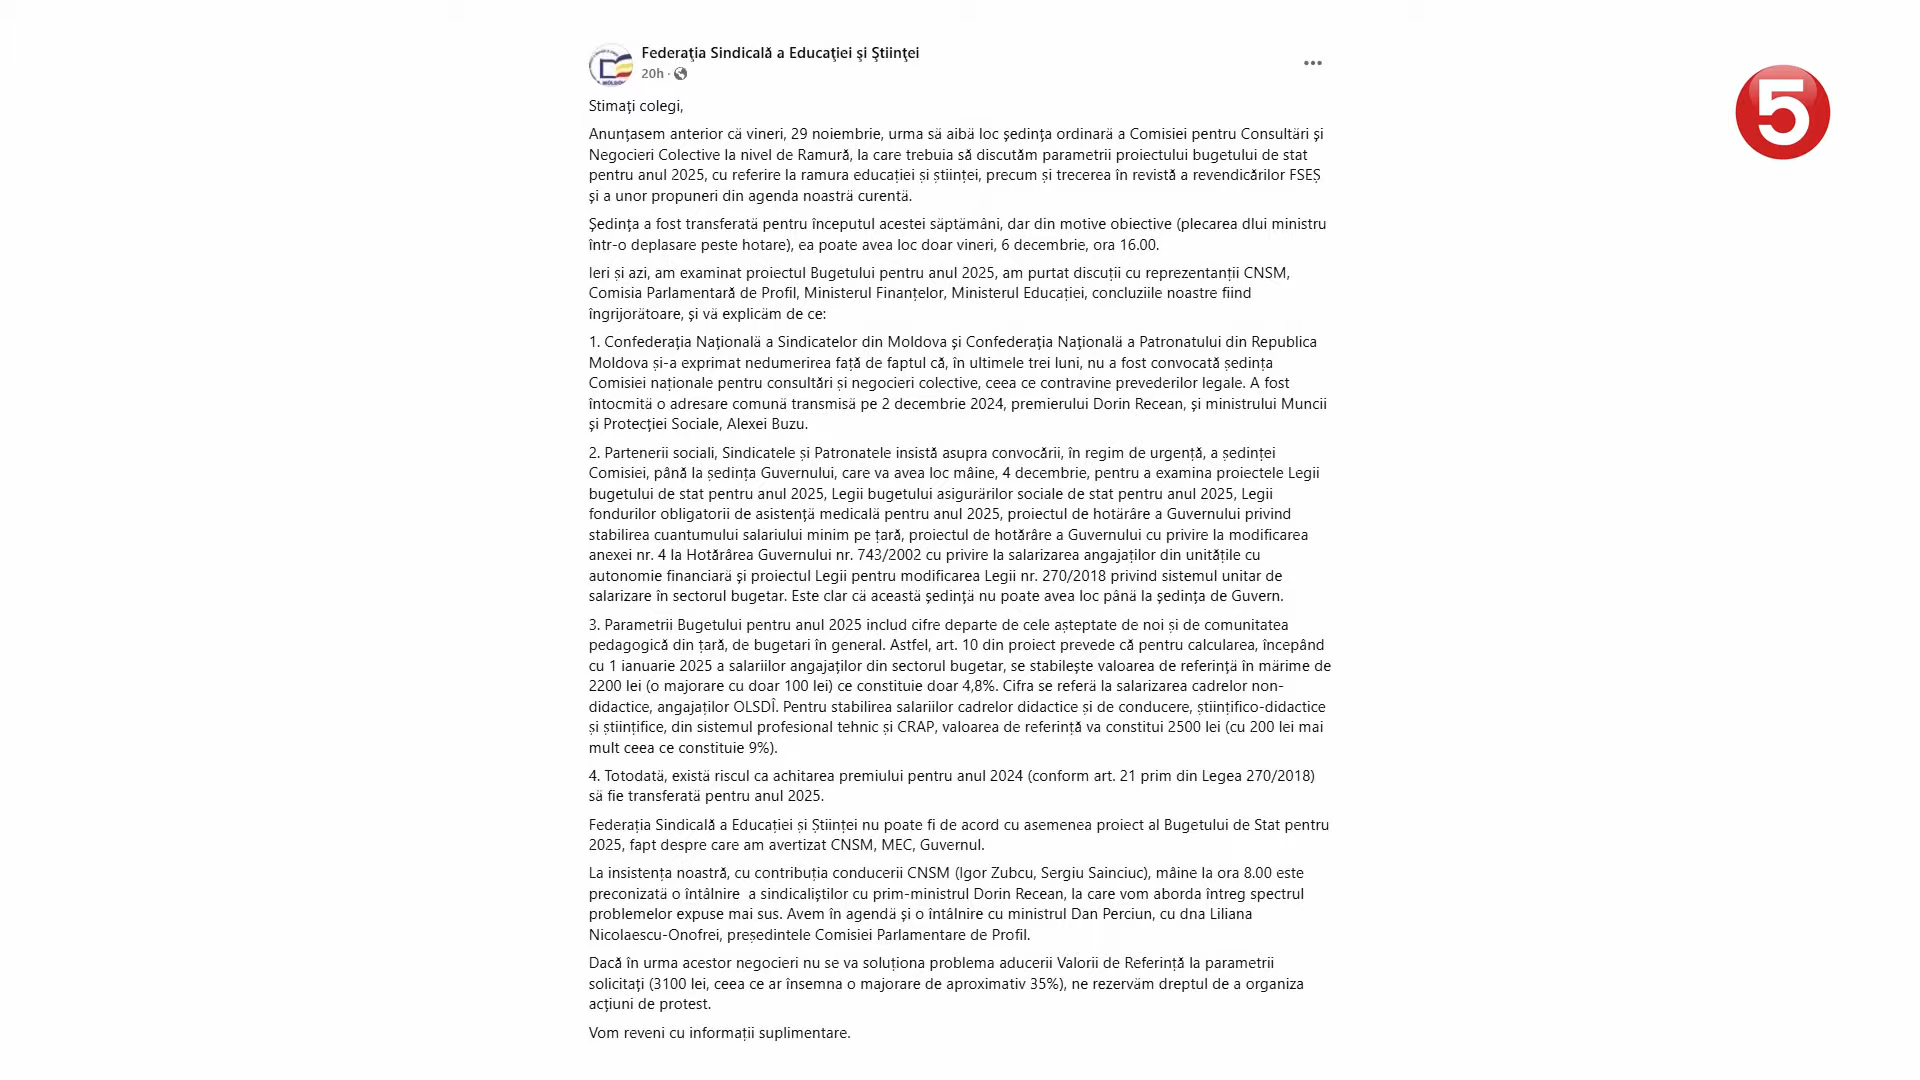 Federaţia Sindicală a Educaţiei şi Ştiinţei
20h ·
Stimați colegi,
Anunţasem anterior că vineri, 29 noiembrie, urma să aibă loc şedinţa ordinară a Comisiei pentru Consultări şi
Negocieri Colective la nivel de Ramură, la care trebuia să discutăm parametrii proiectului bugetului de stat
pentru anul 2025, cu referire la ramura educației și științei, precum și trecerea în revistă a revendicărilor FSEȘ
şi a unor propuneri din agenda noastră curentă.
Şedinţa a fost transferată pentru începutul acestei săptămâni, dar din motive obiective (plecarea dlui ministru
într-o deplasare peste hotare), ea poate avea loc doar vineri, 6 decembrie, ora 16.00.
Ieri și azi, am examinat proiectul Bugetului pentru anul 2025, am purtat discuții cu reprezentanții CNSM,
Comisia Parlamentară de Profil, Ministerul Finanțelor, Ministerul Educației, concluziile noastre fiind
îngrijorătoare, şi vă explicăm de ce:
1. Confederaţia Naţională a Sindicatelor din Moldova şi Confederaţia Naţională a Patronatului din Republica
Moldova și-a exprimat nedumerirea față de faptul că, în ultimele trei luni, nu a fost convocată ședința
Comisiei naționale pentru consultări și negocieri colective, ceea ce contravine prevederilor legale. A fost
întocmită o adresare comună transmisă pe 2 decembrie 2024, premierului Dorin Recean, şi ministrului Muncii
şi Protecţiei Sociale, Alexei Buzu.
2. Partenerii sociali, Sindicatele și Patronatele insistă asupra convocării, în regim de urgență, a ședinței
Comisiei, până la ședința Guvernului, care va avea loc mâine, 4 decembrie, pentru a examina proiectele Legii
bugetului de stat pentru anul 2025, Legii bugetului asigurărilor sociale de stat pentru anul 2025, Legii
fondurilor obligatorii de asistență medicală pentru anul 2025, proiectul de hotărâre a Guvernului privind
stabilirea cuantumului salariului minim pe țară, proiectul de hotărâre a Guvernului cu privire la modificarea
anexei nr. 4 la Hotărârea Guvernului nr. 743/2002 cu privire la salarizarea angajaților din unitățile cu
autonomie financiară şi proiectul Legii pentru modificarea Legii nr. 270/2018 privind sistemul unitar de
salarizare în sectorul bugetar. Este clar că această şedinţă nu poate avea loc până la şedinţa de Guvern.
3. Parametrii Bugetului pentru anul 2025 includ cifre departe de cele așteptate de noi și de comunitatea
pedagogică din țară, de bugetari în general. Astfel, art. 10 din proiect prevede că pentru calcularea, începând
cu 1 ianuarie 2025 a salariilor angajaților din sectorul bugetar, se stabileşte valoarea de referinţă în mărime de
2200 lei (o majorare cu doar 100 lei) ce constituie doar 4,8%. Cifra se referă la salarizarea cadrelor non-
didactice, angajaților OLSDÎ. Pentru stabilirea salariilor cadrelor didactice și de conducere, științifico-didactice
și științifice, din sistemul profesional tehnic și CRAP, valoarea de referință va constitui 2500 lei (cu 200 lei mai
mult ceea ce constituie 9%).
4. Totodată, există riscul ca achitarea premiului pentru anul 2024 (conform art. 21 prim din Legea 270/2018)
să fie transferată pentru anul 2025.
Federația Sindicală a Educației și Științei nu poate fi de acord cu asemenea proiect al Bugetului de Stat pentru
2025, fapt despre care am avertizat CNSM, MEC, Guvernul.
La insistența noastră, cu contribuția conducerii CNSM (Igor Zubcu, Sergiu Sainciuc), mâine la ora 8.00 este
preconizată o întâlnire  a sindicaliştilor cu prim-ministrul Dorin Recean, la care vom aborda întreg spectrul
problemelor expuse mai sus. Avem în agendă şi o întâlnire cu ministrul Dan Perciun, cu dna Liliana
Nicolaescu-Onofrei, președintele Comisiei Parlamentare de Profil.
Dacă în urma acestor negocieri nu se va soluționa problema aducerii Valorii de Referință la parametrii
solicitați (3100 lei, ceea ce ar însemna o majorare de aproximativ 35%), ne rezervăm dreptul de a organiza
acţiuni de protest.
Vom reveni cu informații suplimentare.
5